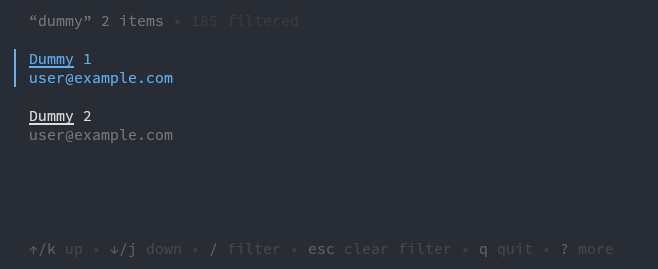 “dummy” 2 items • 185 filtered
Dummy 1
user@example.com
Dummy 2
user@example.com
↑/k up • ↓/j down • / filter • esc clear filter • q quit • ? more